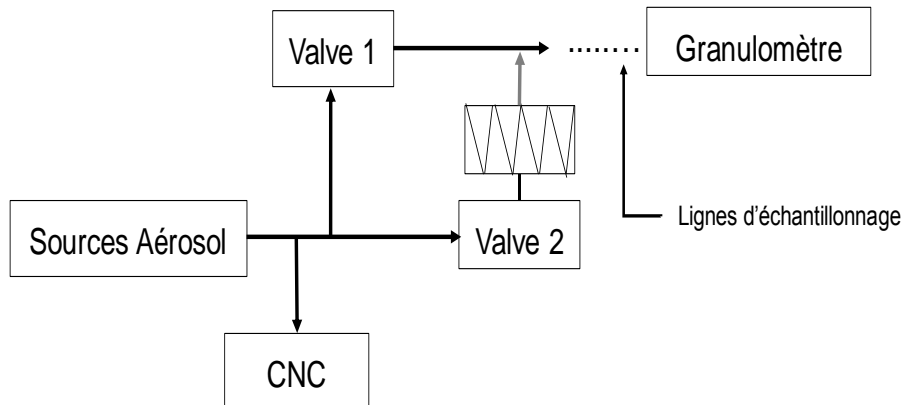 Valve 1
Granulomètre
Lignes d'échantillonnage
Sources Aérosol
Valve 2
CNC